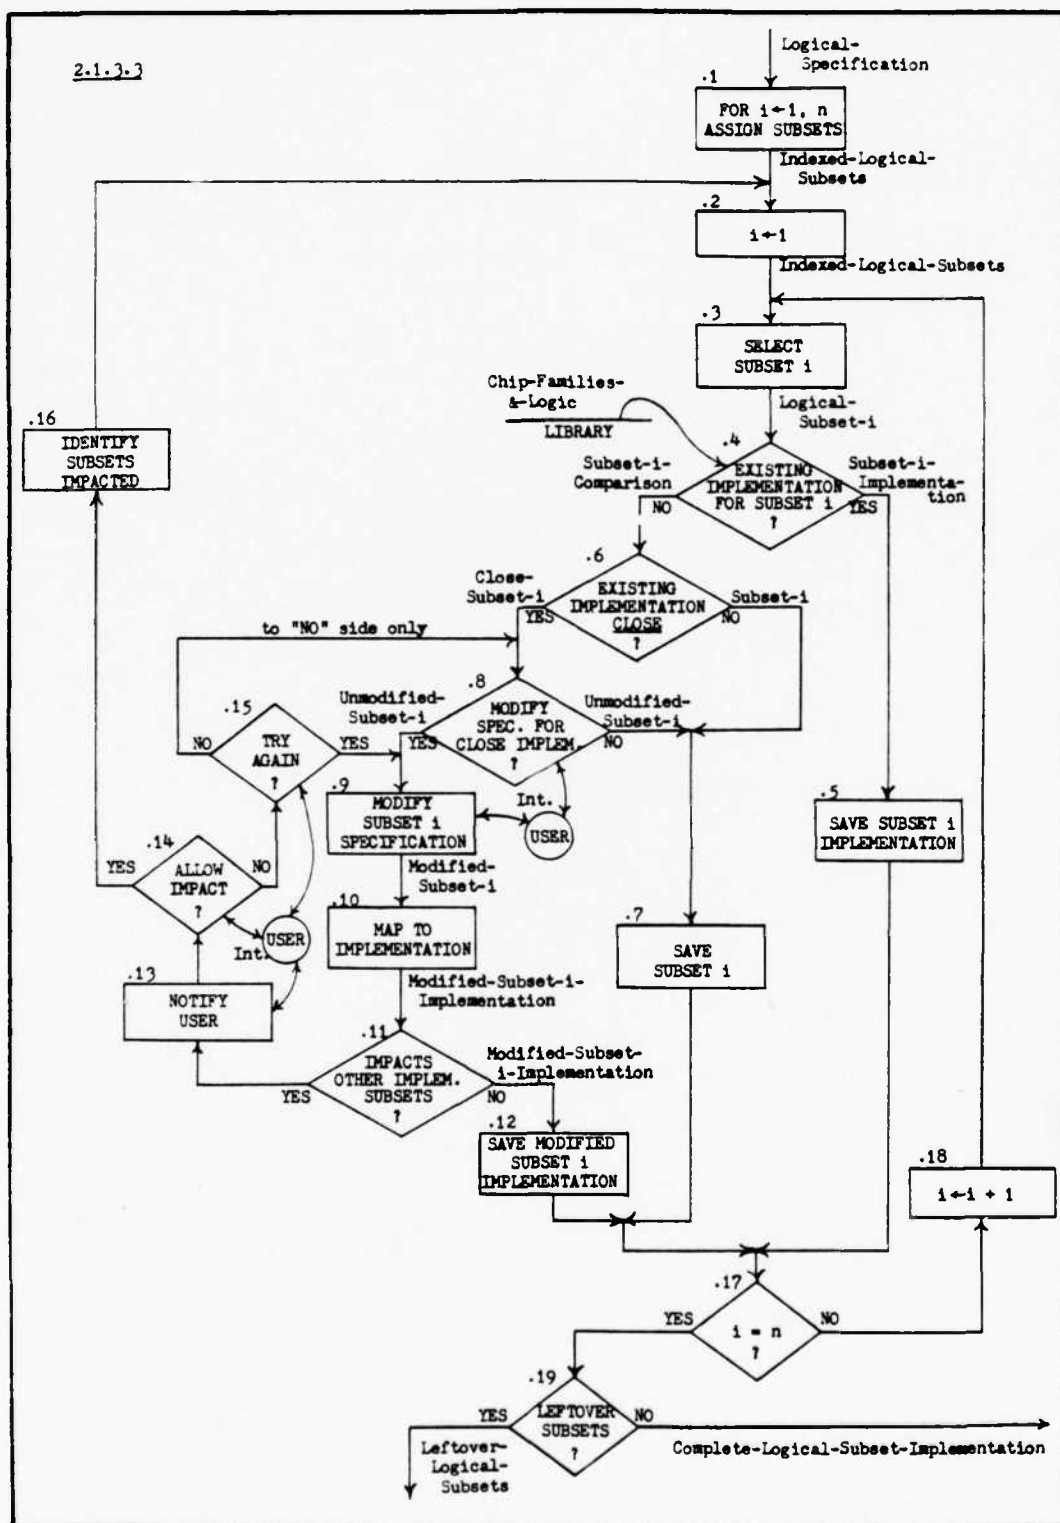 2.1.3.3
Logical-
Specification
.1
FOR i←1, n
ASSIGN SUBSETS
Indexed-Logical-
Subsets
.2
i←1
Indexed-Logical-Subsets
.3
SELECT
SUBSET i
Chip-Families-
&-Logic
LIBRARY
Logical-
Subset-i
.16
IDENTIFY
SUBSETS
IMPACTED
.4
EXISTING
IMPLEMENTATION
FOR SUBSET i
?
Subset-i-
Comparison
NO
Subset-i-
Implementa-
tion
YES
.6
EXISTING
IMPLEMENTATION
CLOSE
?
Close-
Subset-i
YES
Subset-i
NO
to "NO" side only
.8
MODIFY
SPEC. FOR
CLOSE IMPLEM.
?
Unmodified-
Subset-i
YES
Unmodified-
Subset-i
NO
.15
TRY
AGAIN
?
NO
YES
.9
MODIFY
SUBSET i
SPECIFICATION
Int.
USER
.5
SAVE SUBSET i
IMPLEMENTATION
.14
ALLOW
IMPACT
?
YES
NO
Modified-
Subset-i
.10
MAP TO
IMPLEMENTATION
.7
SAVE
SUBSET i
USER
Int.
.13
NOTIFY
USER
Modified-Subset-i-
Implementation
.11
IMPACTS
OTHER IMPLEM.
SUBSETS
?
YES
NO
Modified-Subset-
i-Implementation
.12
SAVE MODIFIED
SUBSET i
IMPLEMENTATION
.18
i←i + 1
.17
i = n
?
YES
NO
.19
LEFTOVER
SUBSETS
?
YES
NO
Leftover-
Logical-
Subsets
Complete-Logical-Subset-Implementation